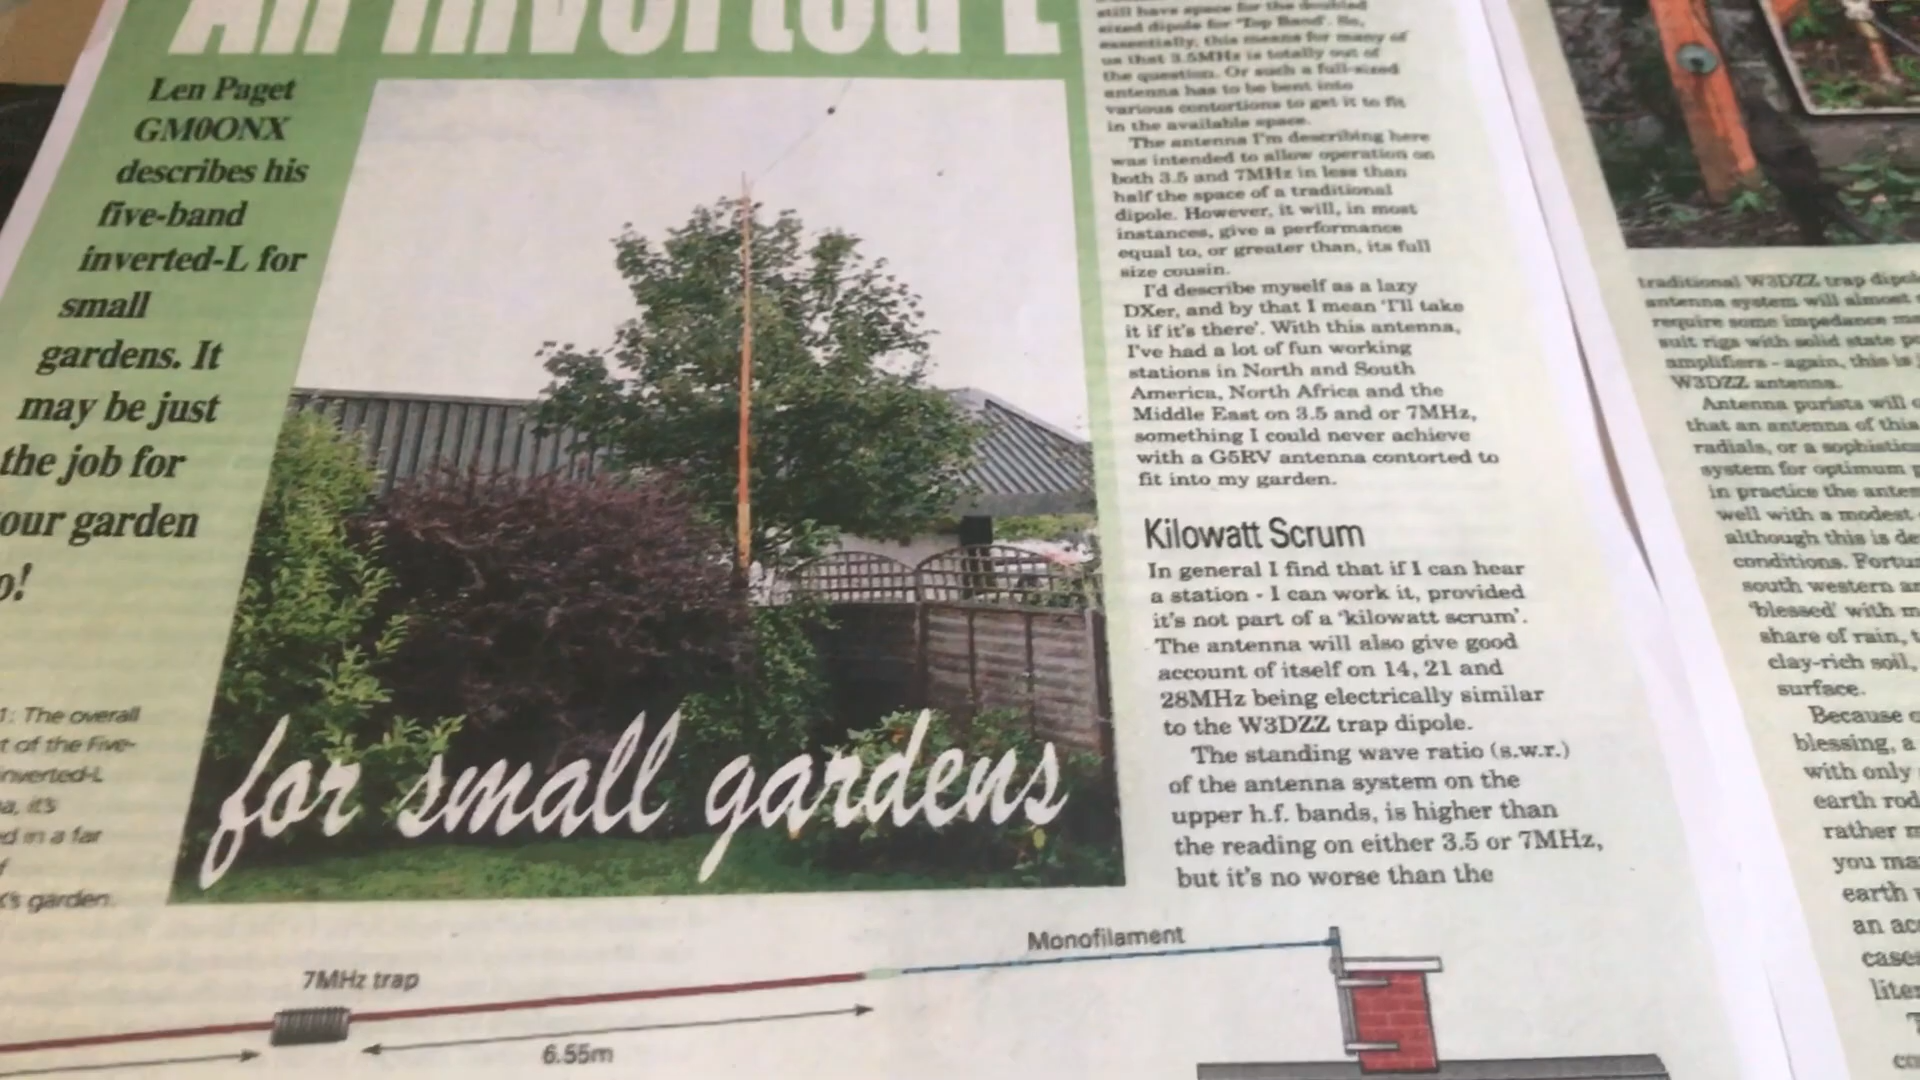 An Inverted L
Len Paget
GM0ONX
describes his
five-band
inverted-L for
small
gardens. It
may be just
the job for
our garden
o!
1: The overall
t of the Five-
inverted-L
a, it's
ed in a far
f
K's garden.
for small gardens
still have space for the doubled
sized dipole for 'Top Band'. So,
essentially, this means for many of
us that 3.5MHz is totally out of
the question. Or such a full-sized
antenna has to be bent into
various contortions to get it to fit
in the available space.
The antenna I'm describing here
was intended to allow operation on
both 3.5 and 7MHz in less than
half the space of a traditional
dipole. However, it will, in most
instances, give a performance
equal to, or greater than, its full
size cousin.
I'd describe myself as a lazy
DXer, and by that I mean 'I'll take
it if it's there'. With this antenna,
I've had a lot of fun working
stations in North and South
America, North Africa and the
Middle East on 3.5 and or 7MHz,
something I could never achieve
with a G5RV antenna contorted to
fit into my garden.
Kilowatt Scrum
In general I find that if I can hear
a station - I can work it, provided
it's not part of a 'kilowatt scrum'.
The antenna will also give good
account of itself on 14, 21 and
28MHz being electrically similar
to the W3DZZ trap dipole.
The standing wave ratio (s.w.r.)
of the antenna system on the
upper h.f. bands, is higher than
the reading on either 3.5 or 7MHz,
but it's no worse than the
7MHz trap
Monofilament
6.55m
traditional W3DZZ trap dipol
antenna system will almost
require some impedance
suit rigs with solid state
amplifiers - again, this is
W3DZZ antenna.
Antenna purists will
that an antenna of this
radials, or a
system for optimum
in practice the
well with a modest
although this is
conditions.
south western
'blessed' with
share of rain,
clay-rich soil,
surface.
Because
blessing, a
with only
earth rod
rather
you
earth
an
case